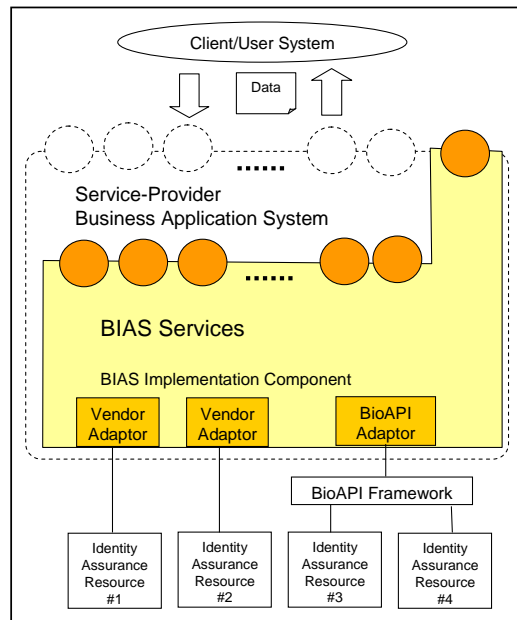 Client/User System
Data
Service-Provider
Business Application System
BIAS Services
BIAS Implementation Component
Vendor
Adaptor
Vendor
Adaptor
BioAPI
Adaptor
BioAPI Framework
Identity
Assurance
Resource
#1
Identity
Assurance
Resource
#2
Identity
Assurance
Resource
#3
Identity
Assurance
Resource
#4